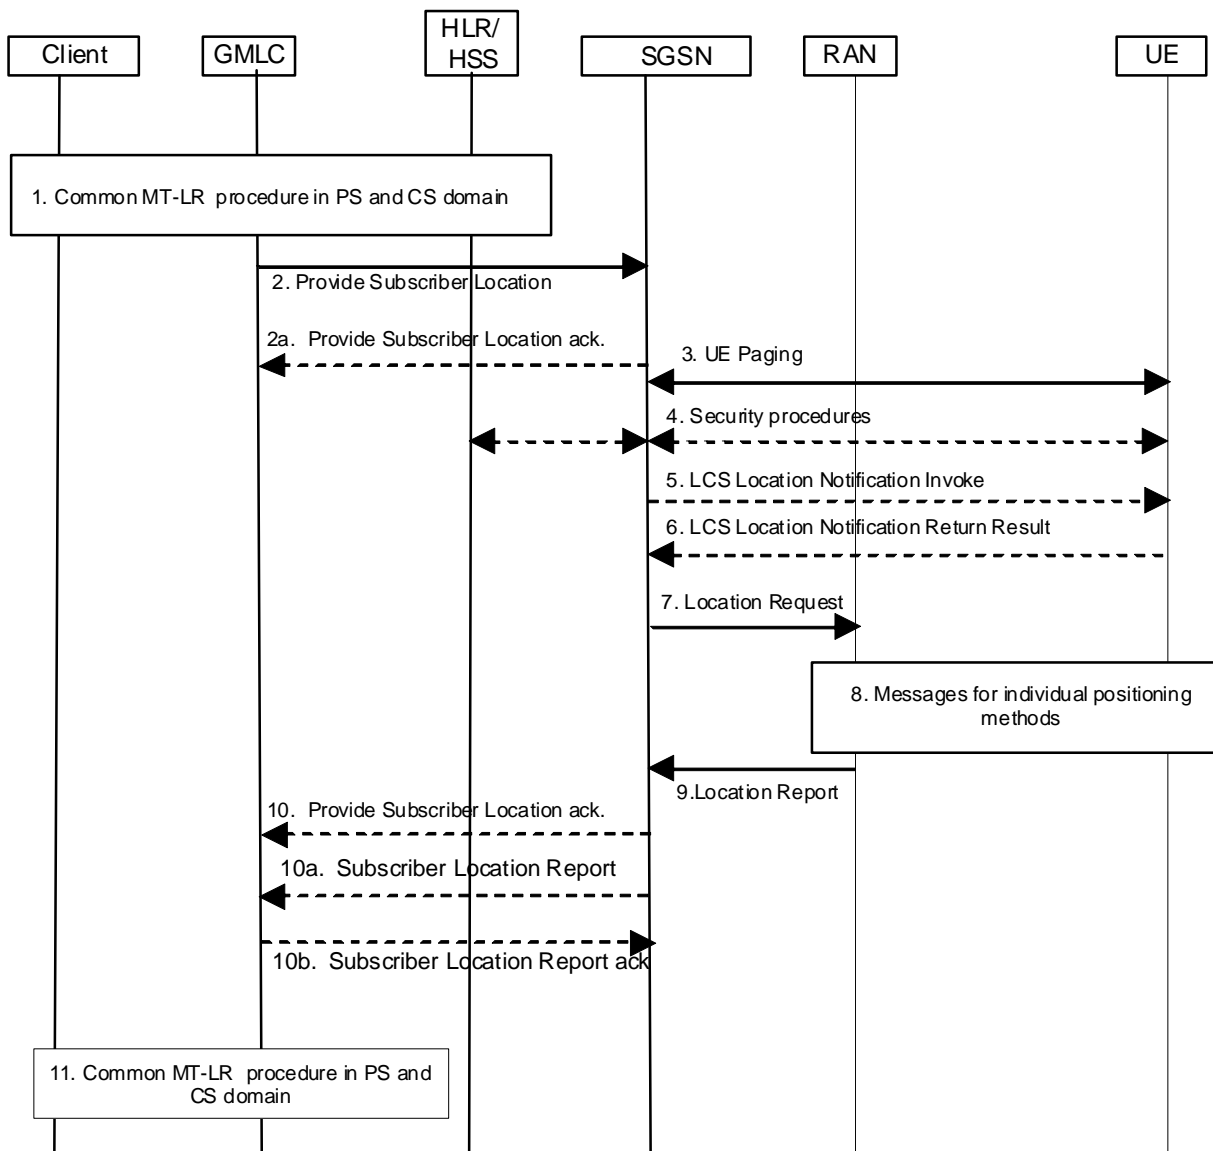 Client
GMLC
HLR/
HSS
SGSN
RAN
UE
1. Common MT-LR procedure in PS and CS domain
2. Provide Subscriber Location
2a. Provide Subscriber Location ack.
3. UE Paging
4. Security procedures
5. LCS Location Notification Invoke
6. LCS Location Notification Return Result
7. Location Request
8. Messages for individual positioning
methods
9.Location Report
10. Provide Subscriber Location ack.
10a. Subscriber Location Report
10b. Subscriber Location Report ack
11. Common MT-LR procedure in PS and
CS domain